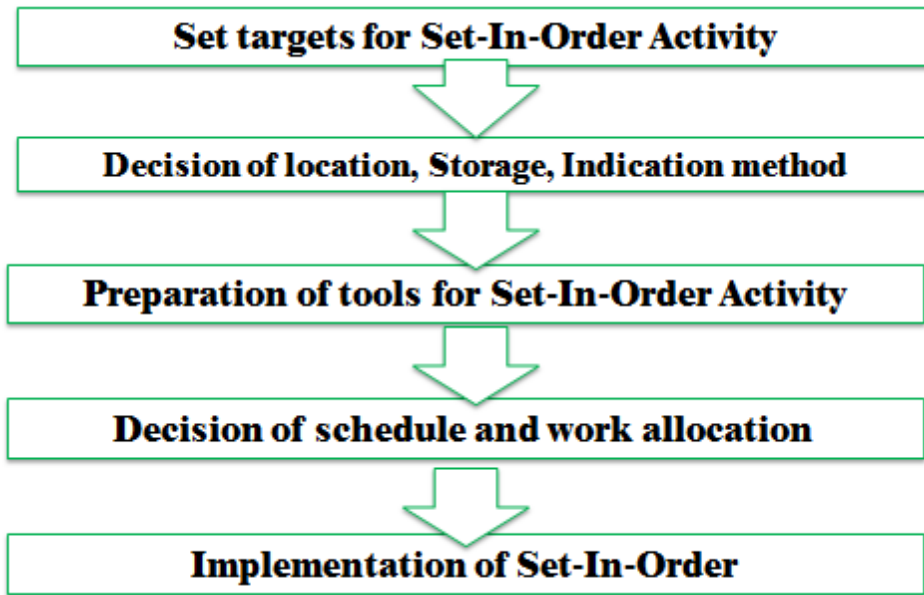 Set targets for Set-In-Order Activity
Decision of location, Storage, Indication method
Preparation of tools for Set-In-Order Activity
Decision of schedule and work allocation
Implementation of Set-In-Order